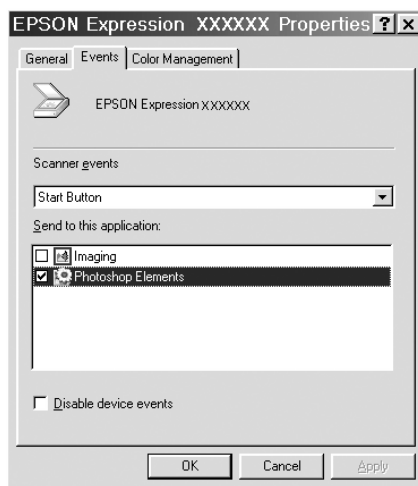 EPSON Expression XXXXXX Properties ? X
General Events Color Management
EPSON Expression XXXXXX
Scanner events
Start Button
Send to this application:
Imaging
Photoshop Elements
Disable device events
OK Cancel Apply